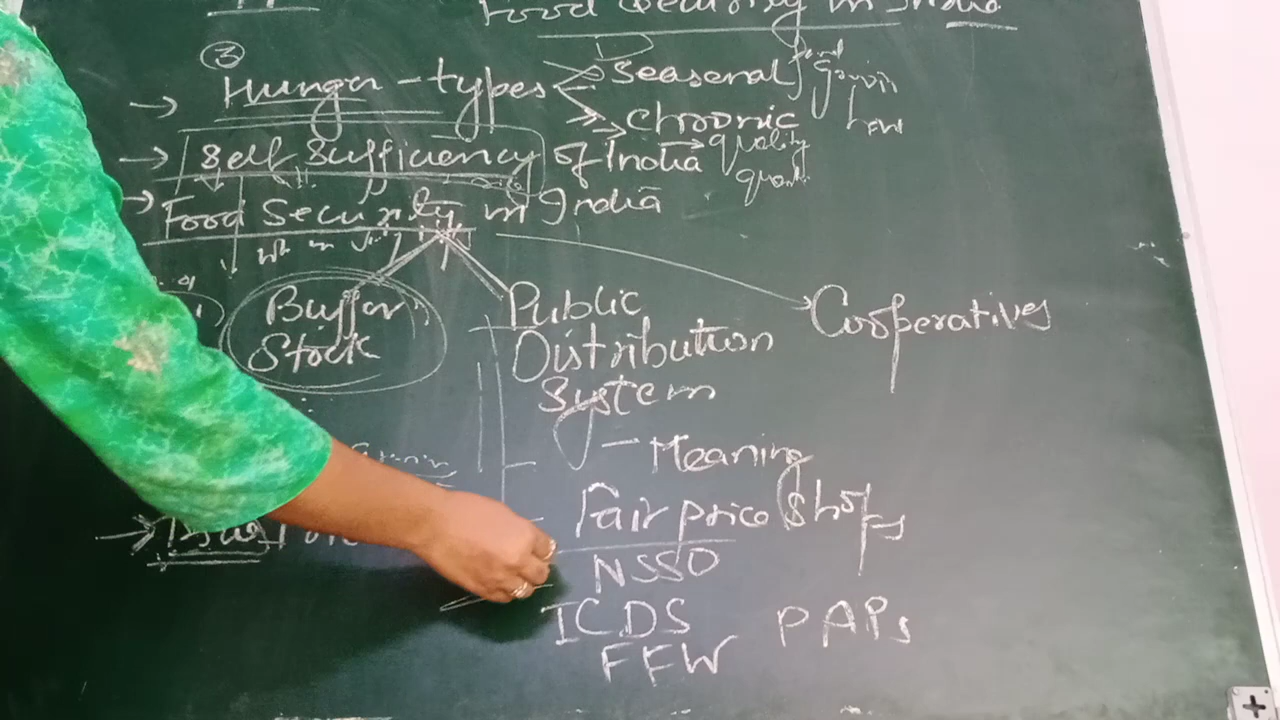 Food Security in India
③
Hunger - types
Seasonal
Chronic
→ Self Sufficiency of India → quality
→ Food Security in India
Buffer Stock
Public Distribution System
Cooperatives
- Meaning
Fair price shops
NSSO
ICDS PAPs
FFW